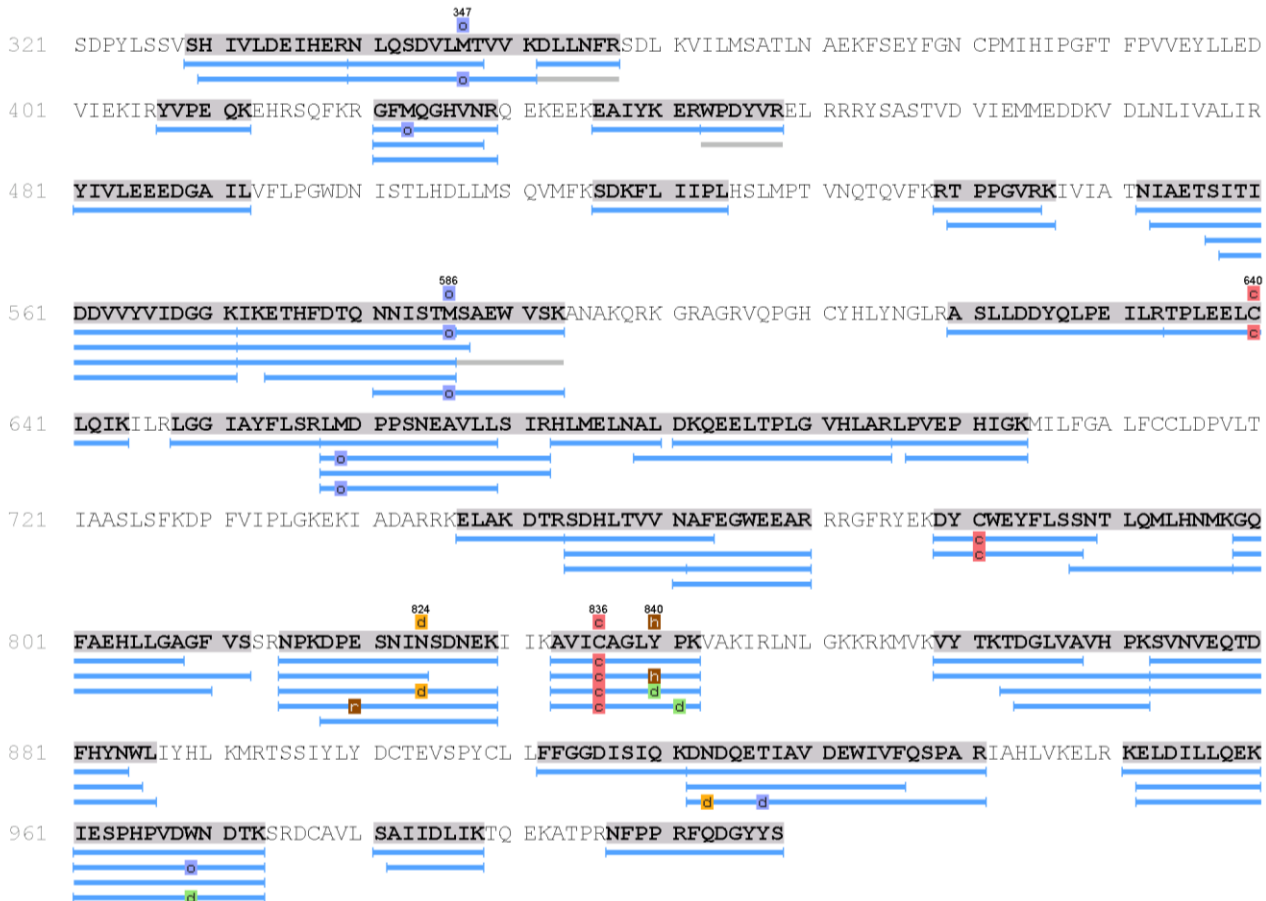 347
o
321 SDPYLSSVSH IVLDEIHERN LQSDVLMTVV KDLLNFRSDL KVILMSATLN AEKFSEYFGN CPMIHIPGFT FPVVEYLLED
o
401 VIEKIRYVPE QKEHRSQFKR GFMQGHVNRQ EKEEKEAIYK ERWPDYVREL RRRYSASTVD VIEMMEDDKV DLNLIVALIR
o
481 YIVLEEEDGA ILVFLPGWDN ISTLHDLLMS QVMFKSDKFL IIPLHSLMPT VNQTQVFKRT PPGVRKIVIA TNIAETSITI
586 640
o c
561 DDVVYVIDGG KIKETHFDTQ NNISTMSAEW VSKANAKQRK GRAGRVQPGH CYHLYNGLRA SLLDDYQLPE ILRTPLEELC
o c
o
641 LQIKILRLGG IAYFLSRLMD PPSNEAVLLS IRHLMELNAL DKQEELTPLG VHLARLPVEP HIGKMILFGA LFCCLDPVLT
o
o
721 IAASLSFKDP FVIPLGKEKI ADARRKELAK DTRSDHLTVV NAFEGWEEAR RRGFRYEKDY CWEYFLSSNT LQMLHNMKGQ
c
c
824 836 840
d c h
801 FAEHLLGAGF VSSRNPKDPE SNINSDNEKI IKAVICAGLY PKVAKIRLNL GKKRKMVKVY TKTDGLVAVH PKSVNVEQTD
c
c h
d c d
r c d
881 FHYNWLIYHL KMRTSSIYLY DCTEVSPYCL LFFGGDISIQ KDNDQETIAV DEWIVFQSPA RIAHLVKELR KELDILLQEK
d d
961 IESPHPVDWN DTKSRDCAVL SAIIDLIKTQ EKATPRNFPP RFQDGYYS
o
d